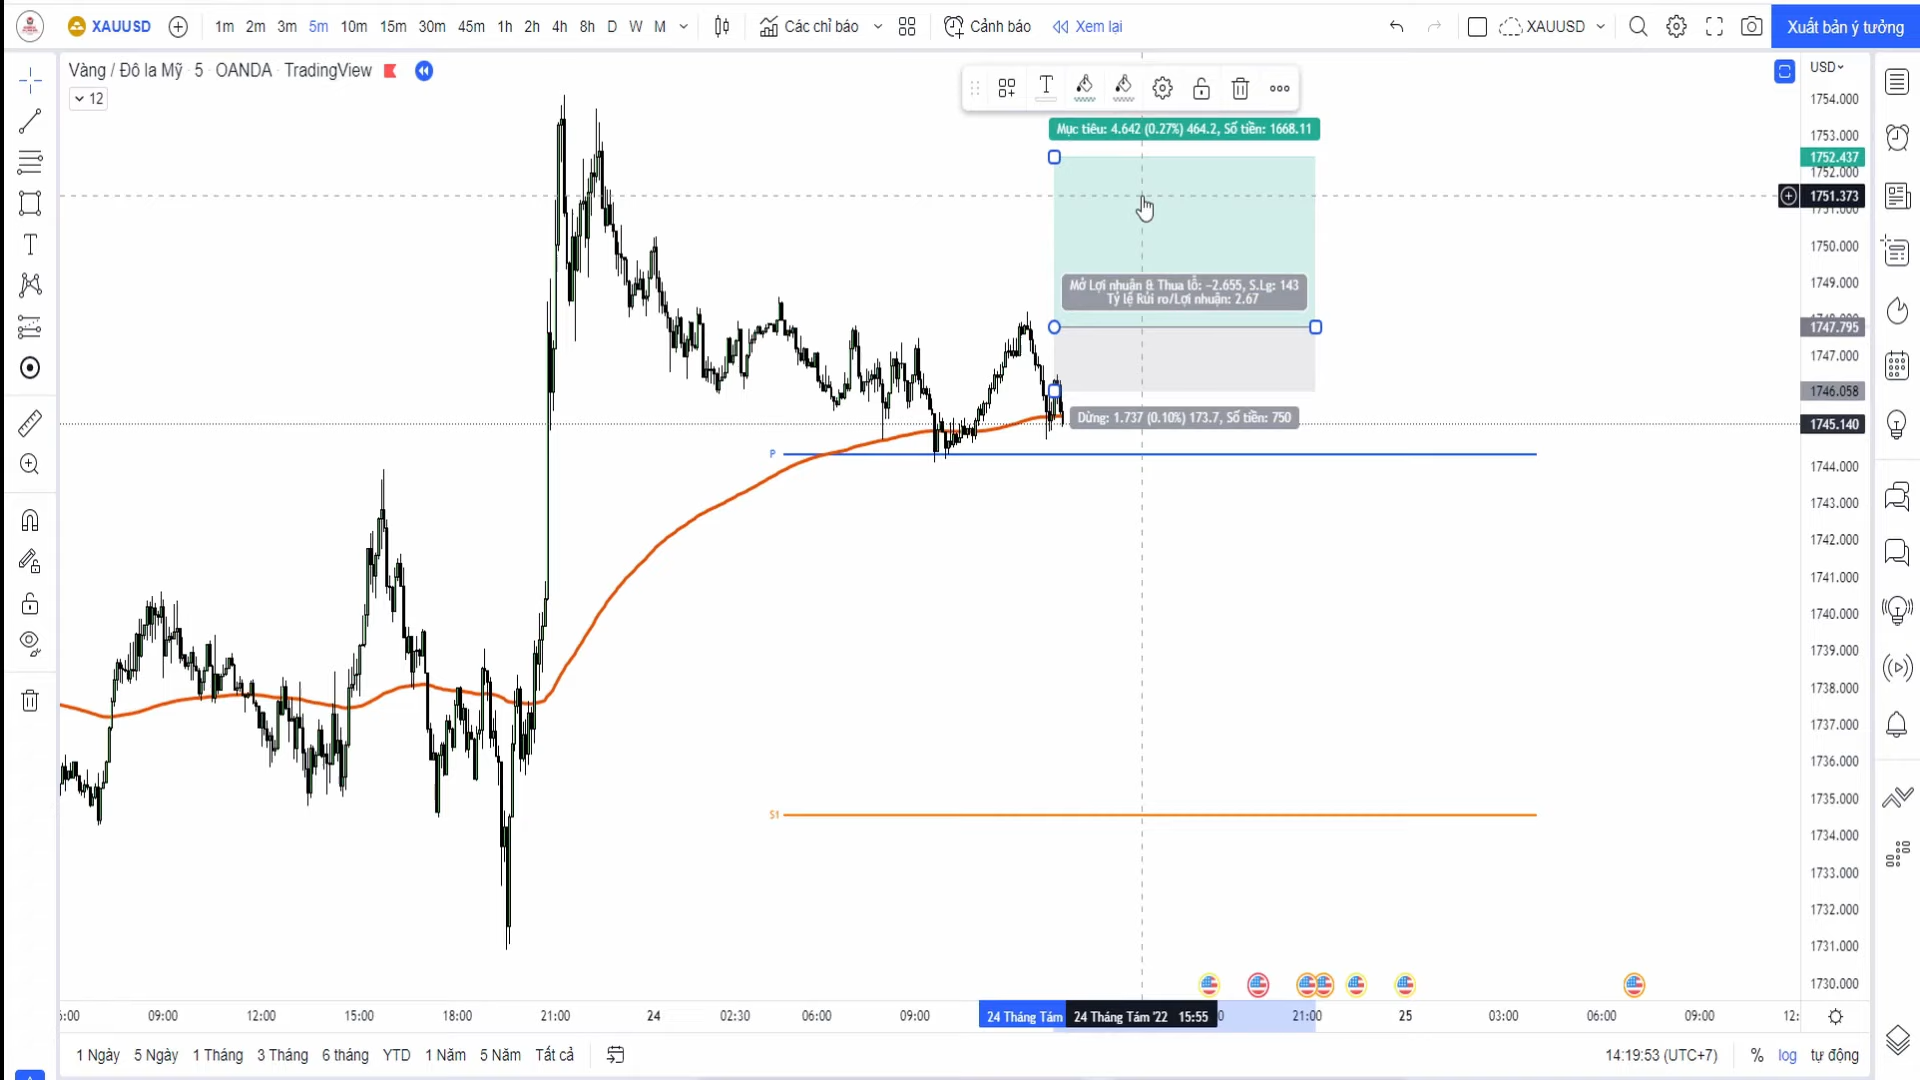 XAUUSD
1m 2m 3m 5m 10m 15m 30m 45m 1h 2h 4h 8h D W M
Các chỉ báo
Cảnh báo
Xem lại
XAUUSD
Xuất bản ý tưởng
Vàng / Đô la Mỹ · 5 · OANDA · TradingView
12
USD
Mục tiêu: 4.642 (0.27%) 464.2, Số tiền: 1668.11
Mở Lợi nhuận & Thua lỗ: −2.655, S.Lg: 143
Tỷ lệ Rủi ro/Lợi nhuận: 2.67
Dừng: 1.737 (0.10%) 173.7, Số tiền: 750
P
S1
1754.000
1753.000
1752.437
1752.000
1751.373
1751.000
1750.000
1749.000
1747.795
1747.000
1746.058
1745.140
1744.000
1743.000
1742.000
1741.000
1740.000
1739.000
1738.000
1737.000
1736.000
1735.000
1734.000
1733.000
1732.000
1731.000
1730.000
09:00 12:00 15:00 18:00 21:00 24 02:30 06:00 09:00
24 Tháng Tám
24 Tháng Tám '22 15:55
21:00 25 03:00 06:00 09:00 12:
1 Ngày 5 Ngày 1 Tháng 3 Tháng 6 tháng YTD 1 Năm 5 Năm Tất cả
14:19:53 (UTC+7)
% log tự động